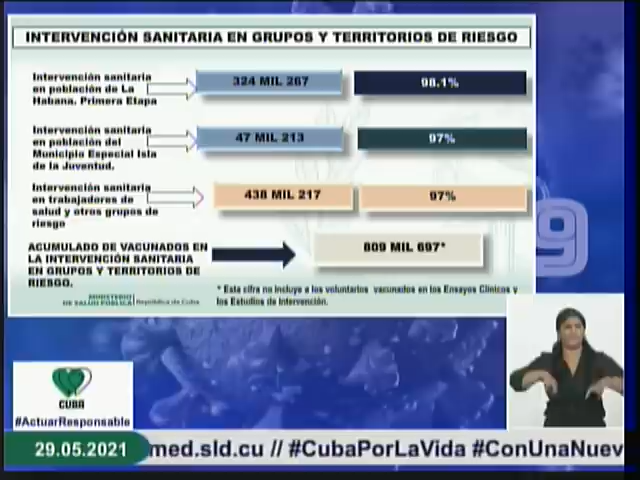 INTERVENCIÓN SANITARIA EN GRUPOS Y TERRITORIOS DE RIESGO
Intervención sanitaria
en población de La
Habana. Primera Etapa
324 MIL 267
98.1%
Intervención sanitaria
en población del
Municipio Especial Isla
de la Juventud.
47 MIL 213
97%
Intervención sanitaria
en trabajadores de
salud y otros grupos de
riesgo
438 MIL 217
97%
ACUMULADO DE VACUNADOS EN
LA INTERVENCIÓN SANITARIA
EN GRUPOS Y TERRITORIOS DE
RIESGO.
809 MIL 697*
* Esta cifra no incluye a los voluntarios vacunados en los Ensayos Clínicos y
los Estudios de Intervención.
MINISTERIO
DE SALUD PÚBLICA
República de Cuba
9
CUBA
#ActuarResponsable
29.05.2021
med.sld.cu // #CubaPorLaVida #ConUnaNuev